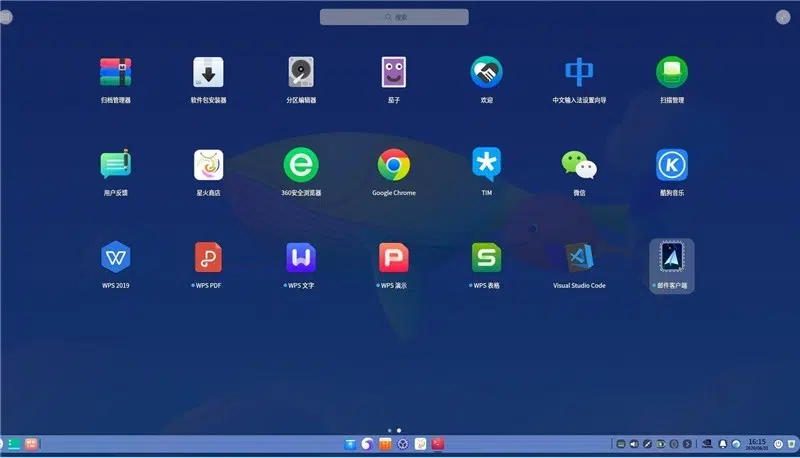 搜索
归档管理器
软件包安装器
分区编辑器
茄子
欢迎
中文输入法设置向导
扫描管理
用户反馈
星火商店
360安全浏览器
Google Chrome
TIM
微信
酷狗音乐
WPS 2019
WPS PDF
WPS 文字
WPS 演示
WPS 表格
Visual Studio Code
邮件客户端
16:15